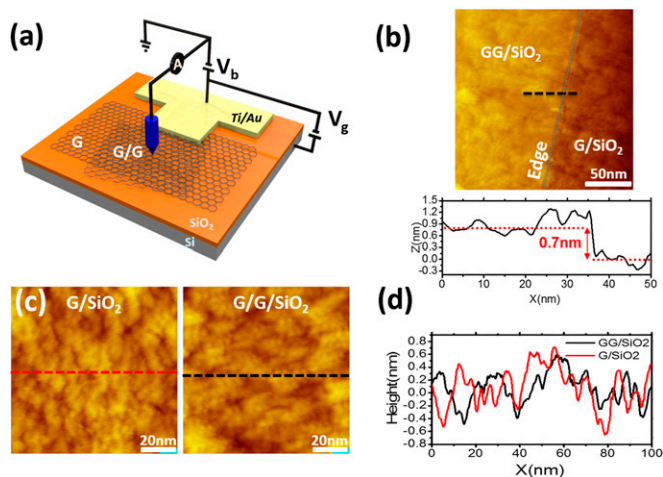 (a)
A
V_b
Ti/Au
V_g
G
G/G
SiO₂
Si
(b)
GG/SiO₂
G/SiO₂
Edge
50nm
Z(nm)
1.5
1.2
0.9
0.6
0.3
0.0
-0.3
0.7nm
0 10 20 30 40 50
X(nm)
(c)
G/SiO₂
20nm
G/G/SiO₂
20nm
(d)
Height(nm)
0.8
0.6
0.4
0.2
0.0
-0.2
-0.4
-0.6
-0.8
GG/SiO2
G/SiO2
0 20 40 60 80 100
X(nm)